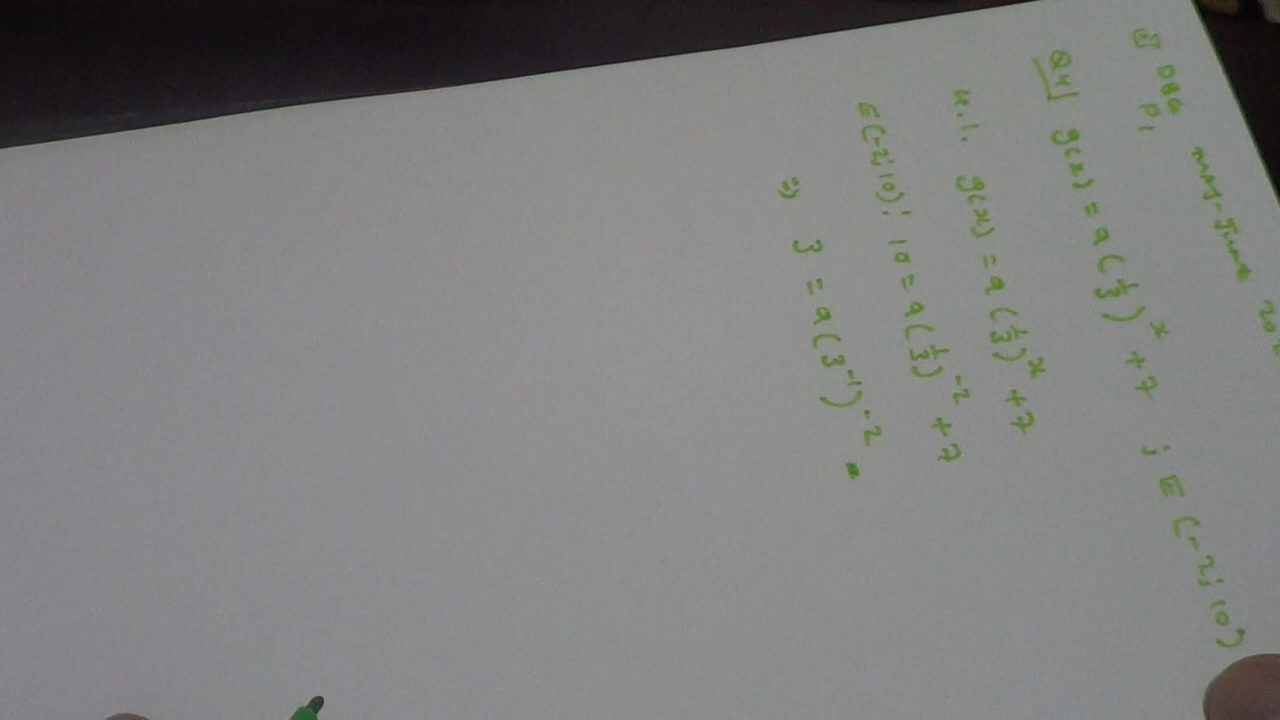 DBE May-June
P1
Q4] g(x) = a(1/3)^x + 7 ; E(-2; 10)
4.1. g(x) = a(1/3)^x + 7
E(-2; 10): 10 = a(1/3)^-2 + 7
⇒ 3 = a(3^-1)^-2